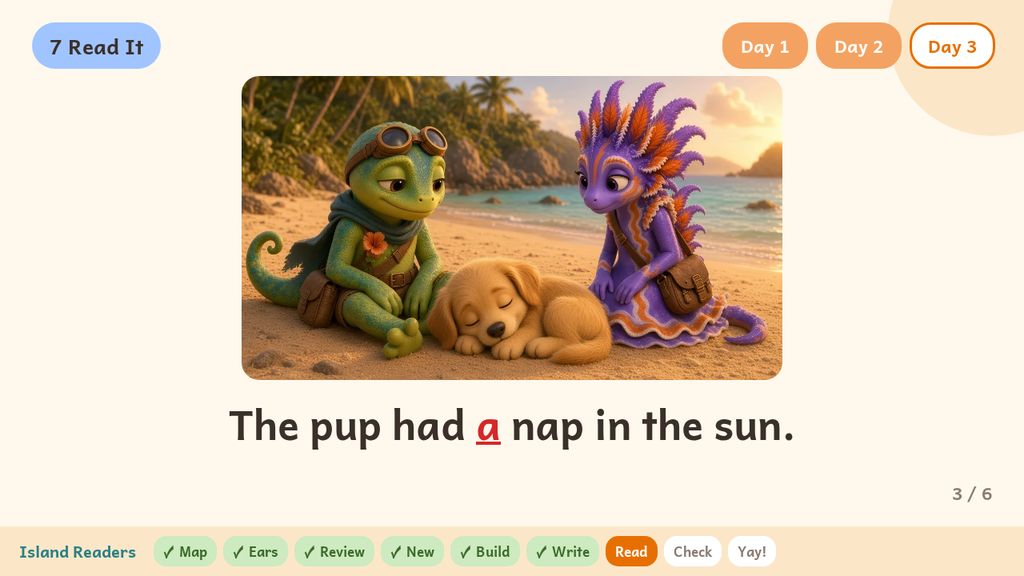 7 Read It
Day 1
Day 2
Day 3
The pup had a nap in the sun.
3 / 6
Island Readers
✓ Map
✓ Ears
✓ Review
✓ New
✓ Build
✓ Write
Read
Check
Yay!